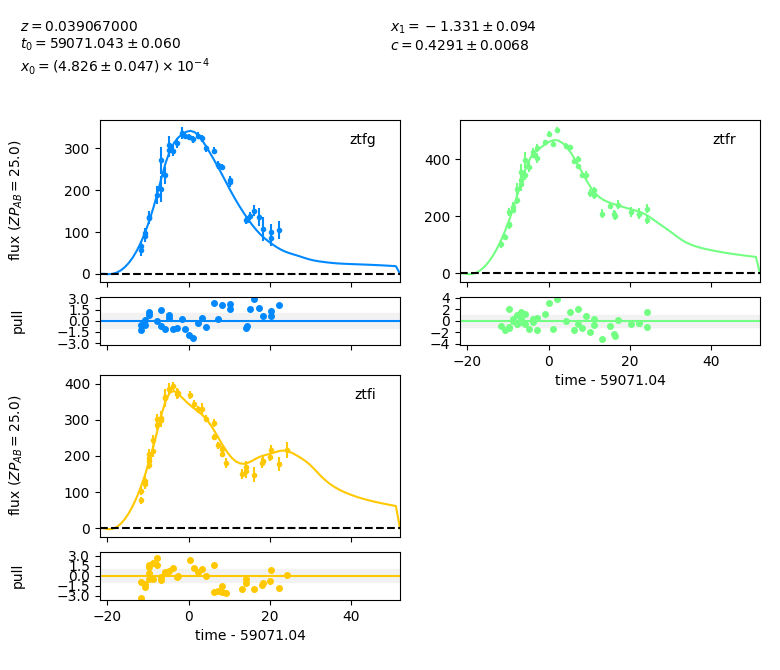 z = 0.039067000
t₀ = 59071.043 ± 0.060
x₀ = (4.826 ± 0.047) × 10⁻⁴
x₁ = −1.331 ± 0.094
c = 0.4291 ± 0.0068
flux (ZP_AB = 25.0)
300
200
100
0
ztfg
pull
3.0
1.5
0.0
−1.5
−3.0
400
200
0
ztfr
4
2
0
−2
−4
−20 0 20 40
time - 59071.04
flux (ZP_AB = 25.0)
400
300
200
100
0
ztfi
pull
3.0
1.5
0.0
−1.5
−3.0
−20 0 20 40
time - 59071.04